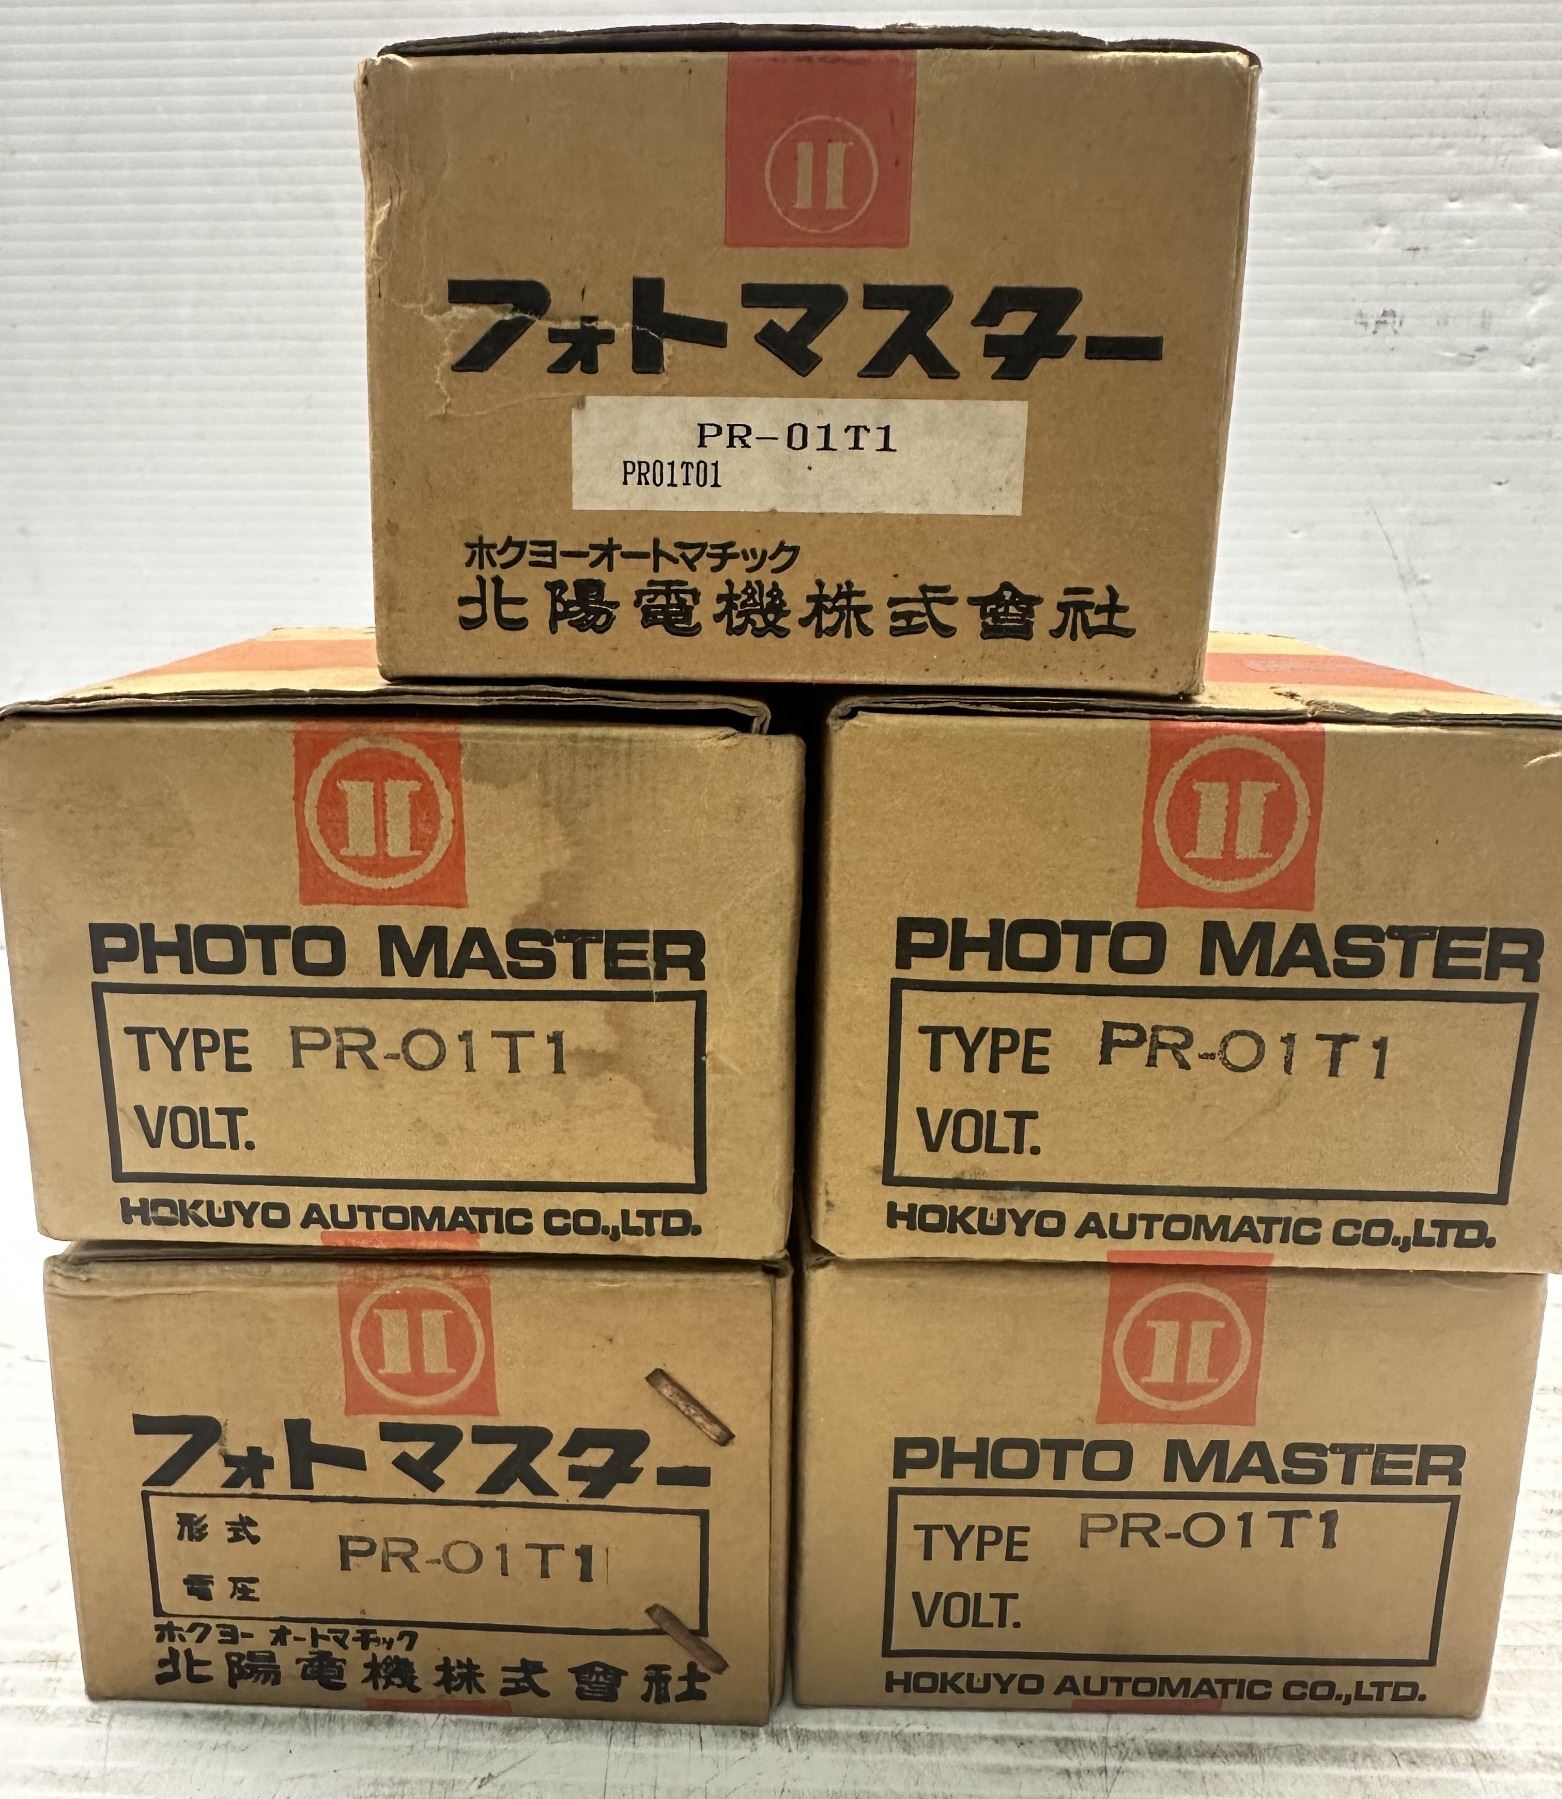 フォトマスター
PR-01T1
PR01T01
ホクヨーオートマチック
北陽電機株式會社
PHOTO MASTER
TYPE PR-01T1
VOLT.
HOKUYO AUTOMATIC CO.,LTD.
PHOTO MASTER
TYPE PR-01T1
VOLT.
HOKUYO AUTOMATIC CO.,LTD.
フォトマスター
形式 PR-01T1
電圧
ホクヨー オートマチック
北陽電機株式會社
PHOTO MASTER
TYPE PR-01T1
VOLT.
HOKUYO AUTOMATIC CO.,LTD.